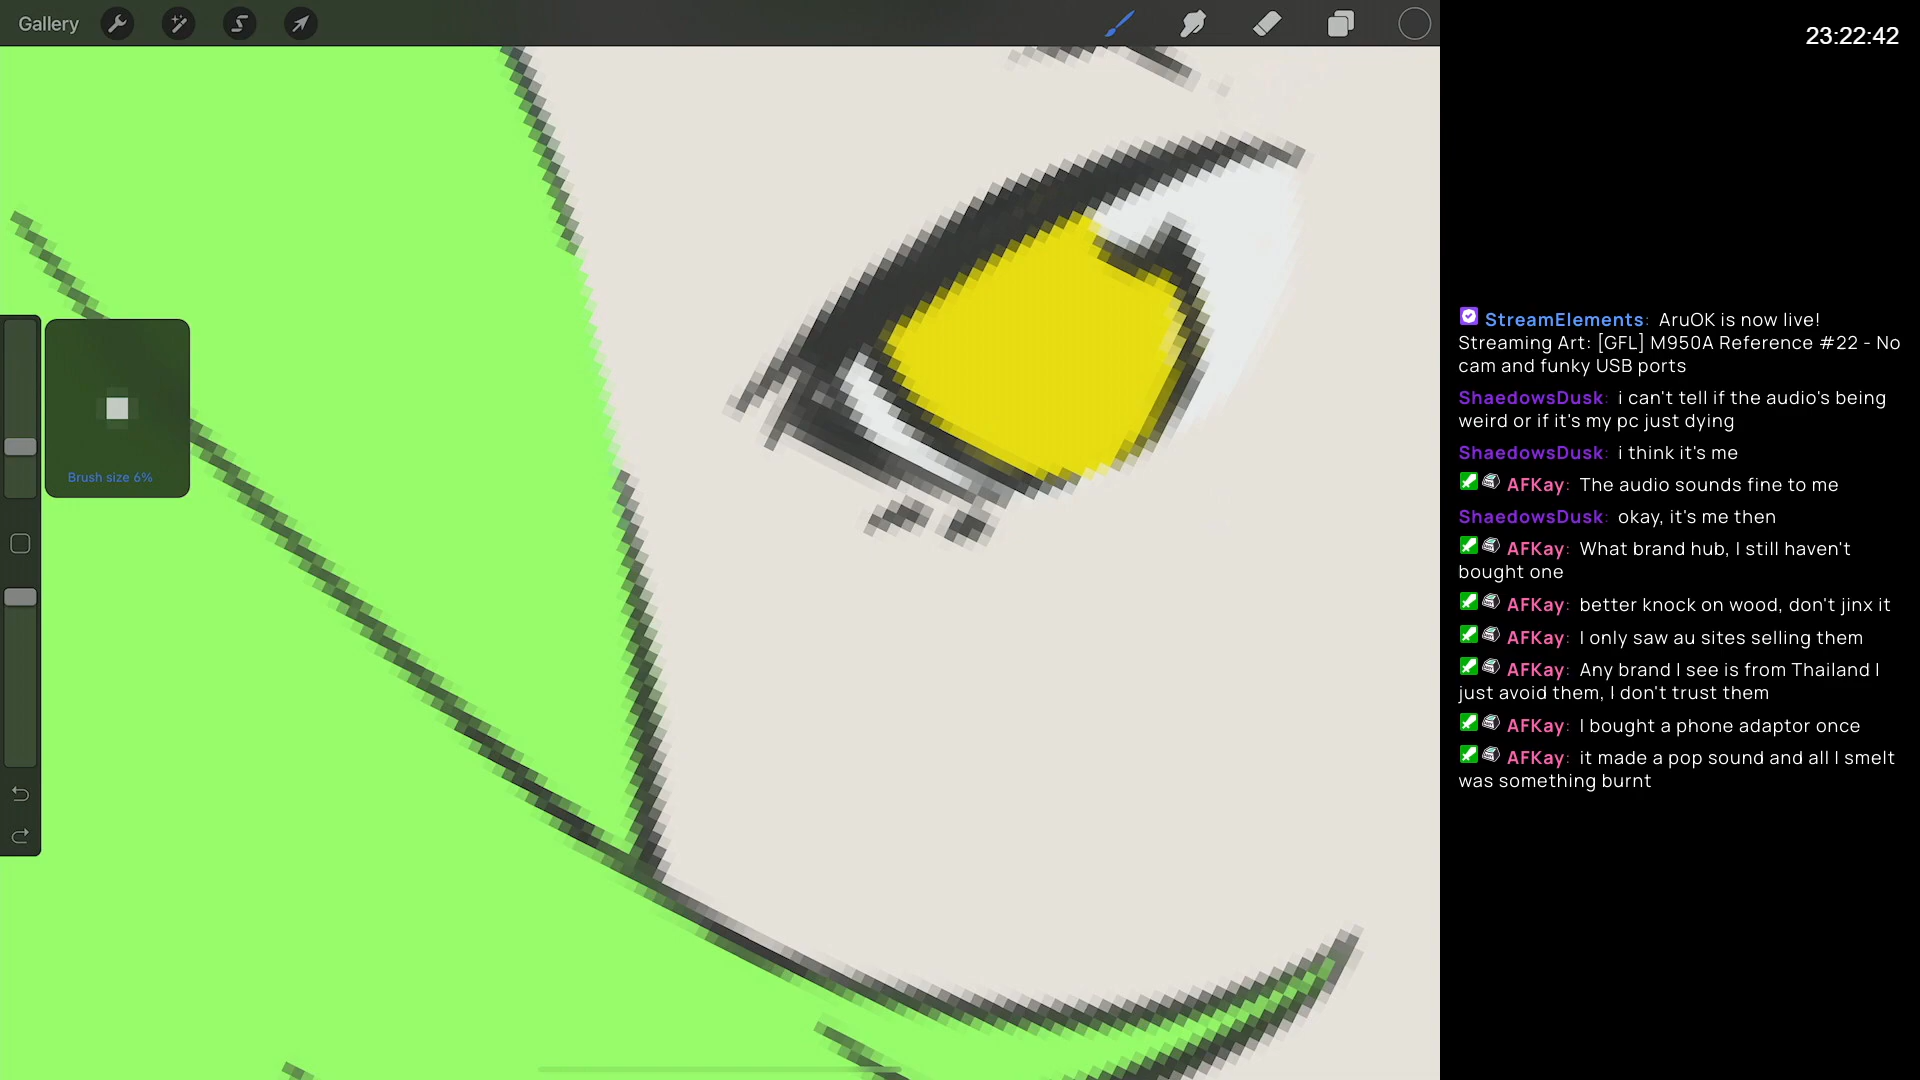 Gallery
23:22:42
Brush size 6%
StreamElements: AruOK is now live!
Streaming Art: [GFL] M950A Reference #22 - No
cam and funky USB ports
ShaedowsDusk: i can't tell if the audio's being
weird or if it's my pc just dying
ShaedowsDusk: i think it's me
AFKay: The audio sounds fine to me
ShaedowsDusk: okay, it's me then
AFKay: What brand hub, I still haven't
bought one
AFKay: better knock on wood, don't jinx it
AFKay: I only saw au sites selling them
AFKay: Any brand I see is from Thailand I
just avoid them, I don't trust them
AFKay: I bought a phone adaptor once
AFKay: it made a pop sound and all I smelt
was something burnt